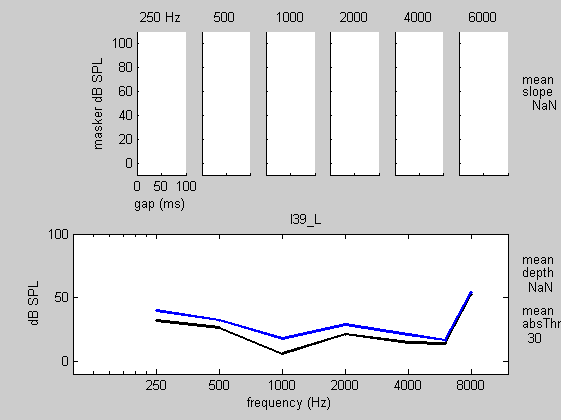 250 Hz 500 1000 2000 4000 6000
100
80
60
40
20
0
masker dB SPL
0 50 100
gap (ms)
mean
slope
NaN
I39_L
100
50
0
dB SPL
250 500 1000 2000 4000 8000
frequency (Hz)
mean
depth
NaN
mean
absThr
30